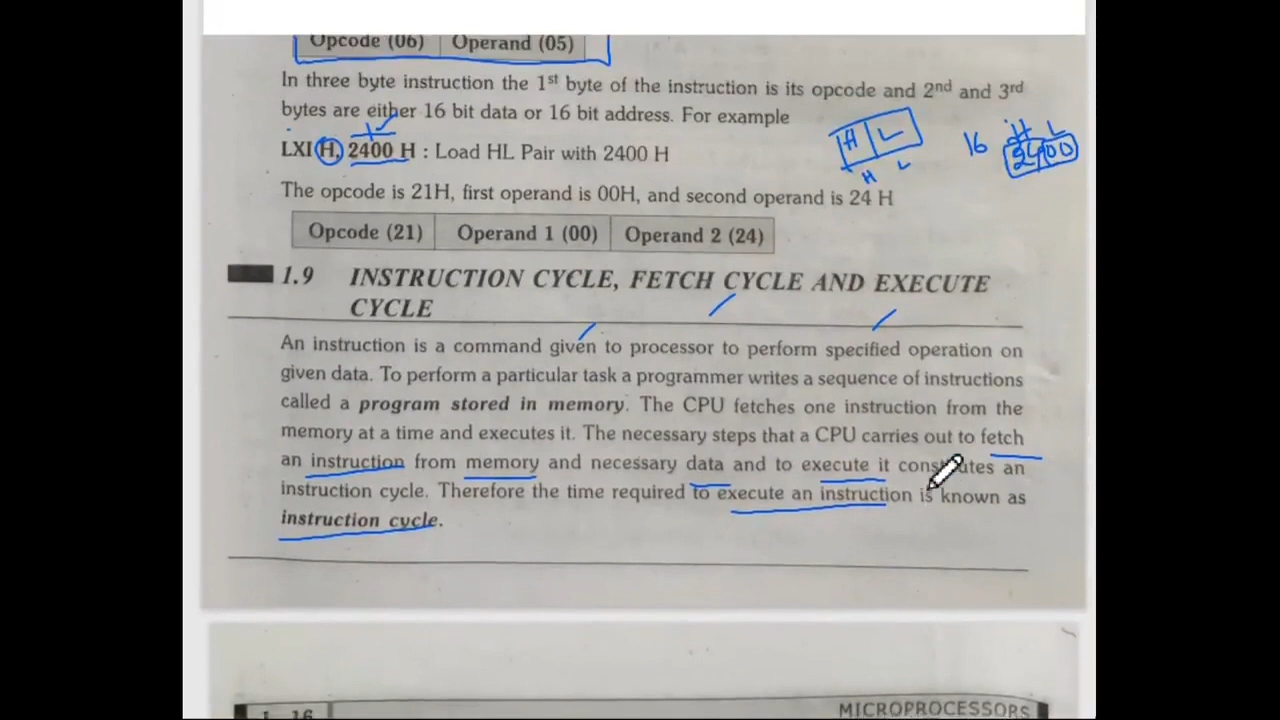 Opcode (06) Operand (05)
In three byte instruction the 1st byte of the instruction is its opcode and 2nd and 3rd
bytes are either 16 bit data or 16 bit address. For example
H L 16 H L 2400
H L
LXI H, 2400 H : Load HL Pair with 2400 H
The opcode is 21H, first operand is 00H, and second operand is 24 H
Opcode (21) Operand 1 (00) Operand 2 (24)
1.9 INSTRUCTION CYCLE, FETCH CYCLE AND EXECUTE
CYCLE
An instruction is a command given to processor to perform specified operation on
given data. To perform a particular task a programmer writes a sequence of instructions
called a program stored in memory. The CPU fetches one instruction from the
memory at a time and executes it. The necessary steps that a CPU carries out to fetch
an instruction from memory and necessary data and to execute it constitutes an
instruction cycle. Therefore the time required to execute an instruction is known as
instruction cycle.
1.16 MICROPROCESSORS